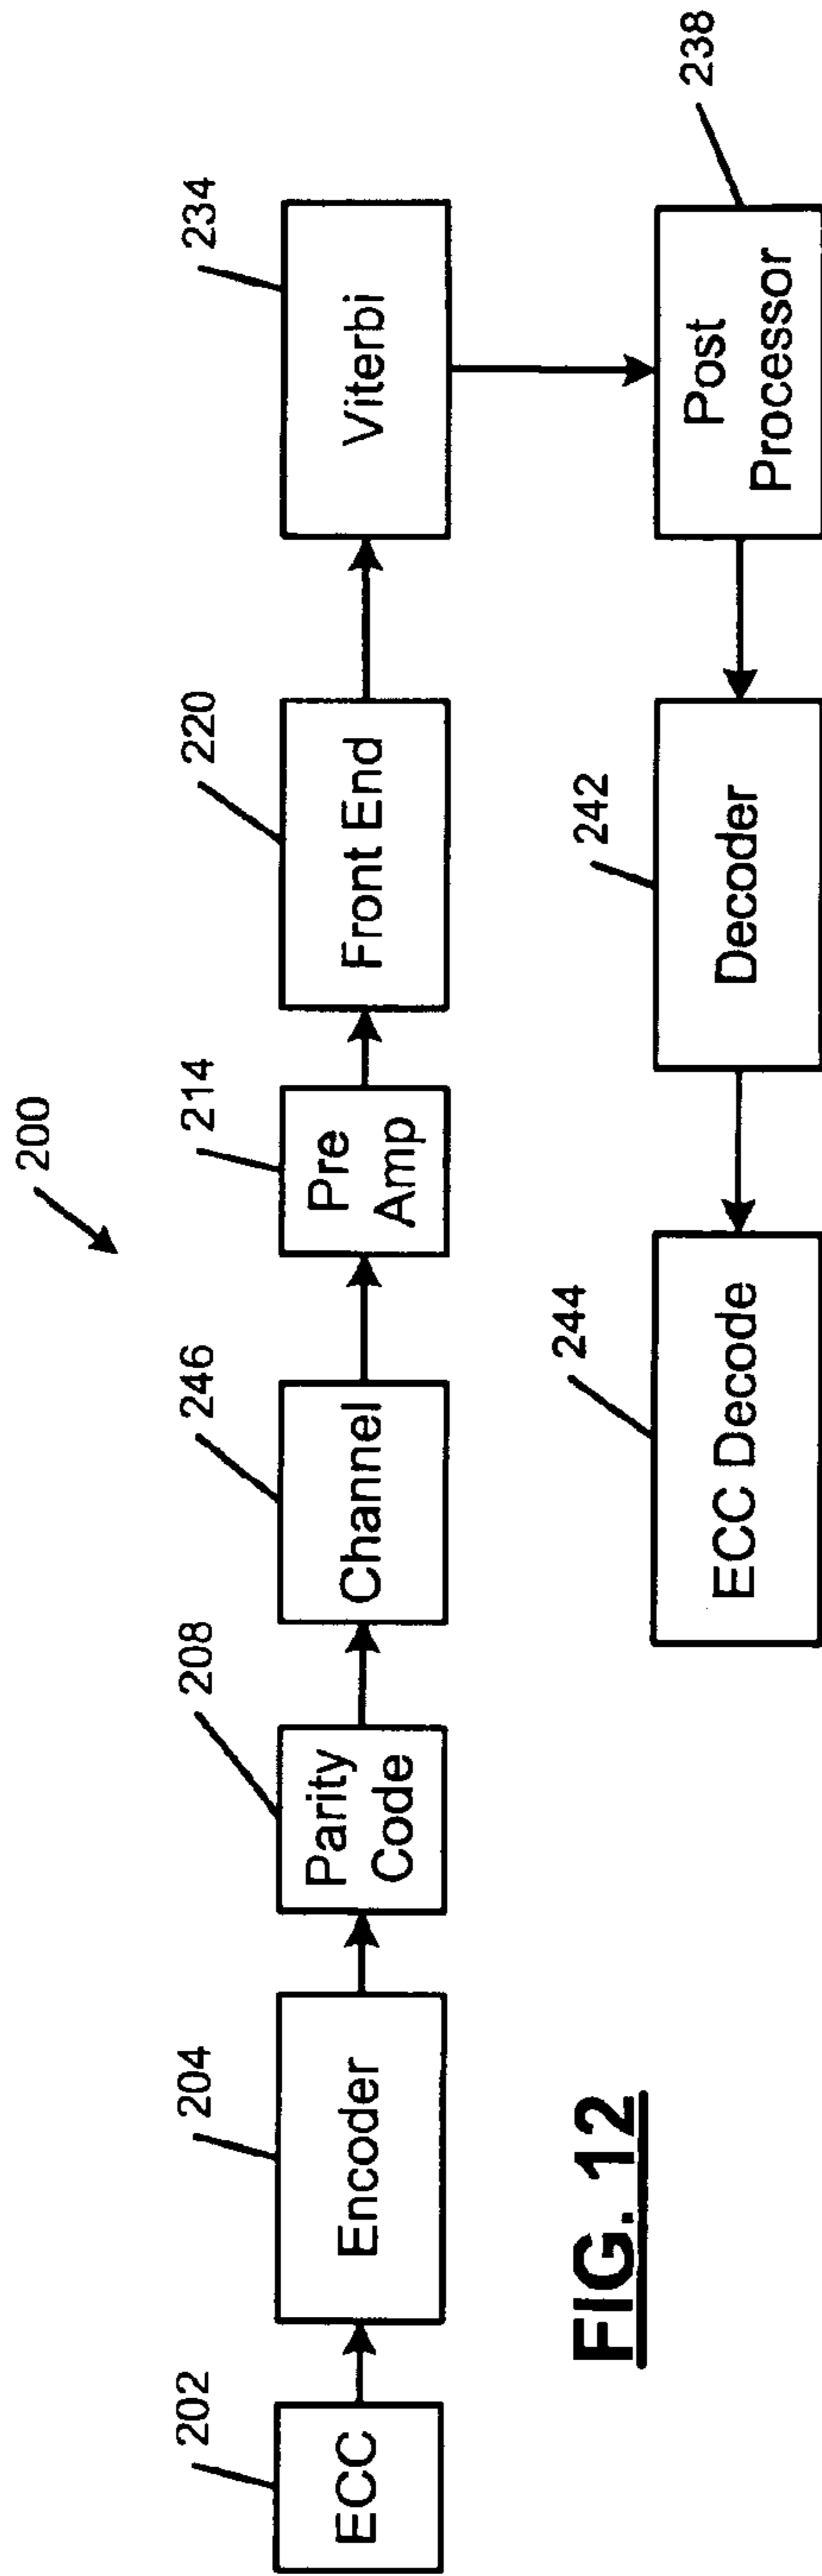 200
202
ECC
204
Encoder
208
Parity
Code
246
Channel
214
Pre
Amp
220
Front End
234
Viterbi
238
Post
Processor
242
Decoder
244
ECC Decode
FIG. 12